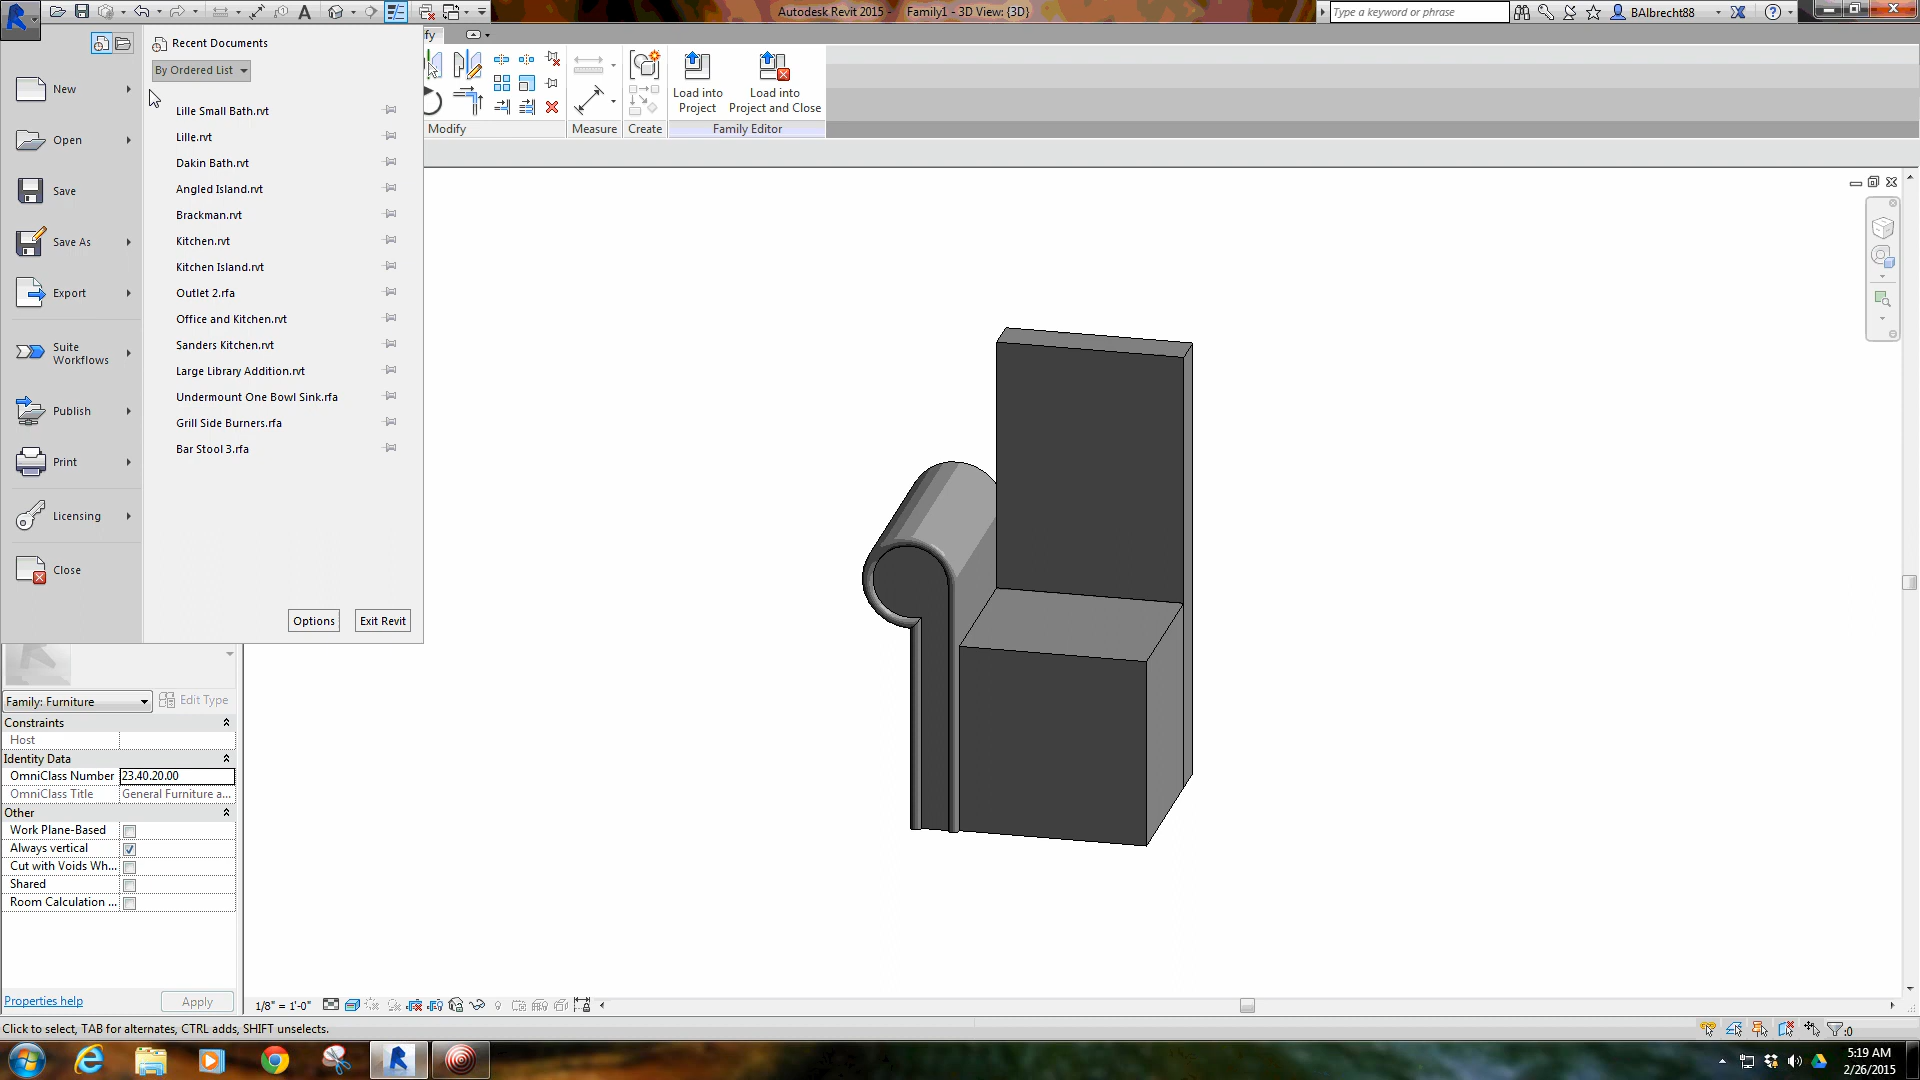 Autodesk Revit 2015 - Family1 - 3D View: {3D}
Type a keyword or phrase
BAlbrecht88
fy
Recent Documents
By Ordered List
New
Open
Save
Save As
Export
Suite
Workflows
Publish
Print
Licensing
Close
Lille Small Bath.rvt
Lille.rvt
Dakin Bath.rvt
Angled Island.rvt
Brackman.rvt
Kitchen.rvt
Kitchen Island.rvt
Outlet 2.rfa
Office and Kitchen.rvt
Sanders Kitchen.rvt
Large Library Addition.rvt
Undermount One Bowl Sink.rfa
Grill Side Burners.rfa
Bar Stool 3.rfa
Options
Exit Revit
Load into
Project
Load into
Project and Close
Modify
Measure
Create
Family Editor
Family: Furniture
Edit Type
Constraints
Host
Identity Data
OmniClass Number 23.40.20.00
OmniClass Title General Furniture a...
Other
Work Plane-Based
Always vertical
Cut with Voids Wh...
Shared
Room Calculation ...
Properties help
Apply
1/8" = 1'-0"
Click to select, TAB for alternates, CTRL adds, SHIFT unselects.
:0
5:19 AM
2/26/2015